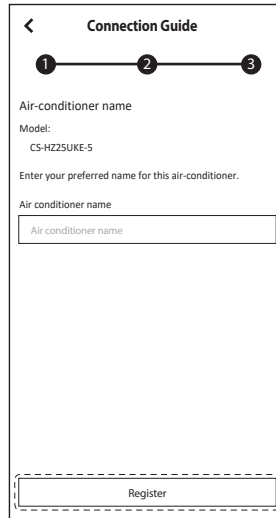 Connection Guide
1 2 3
Air-conditioner name
Model:
CS-HZ25UKE-5
Enter your preferred name for this air-conditioner.
Air conditioner name
Air conditioner name
Register